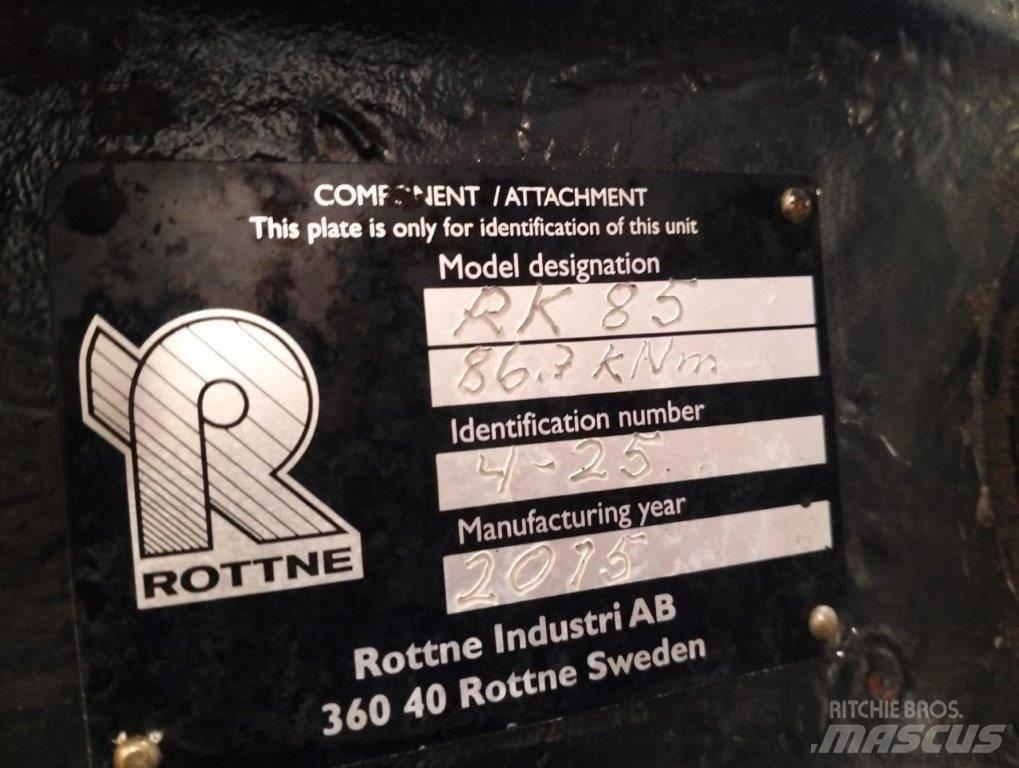 COMPONENT / ATTACHMENT
This plate is only for identification of this unit
Model designation
RK 85
86.7 kNm
Identification number
4-25
Manufacturing year
2015
ROTTNE
Rottne Industri AB
360 40 Rottne Sweden
RITCHIE BROS.
MASCUS